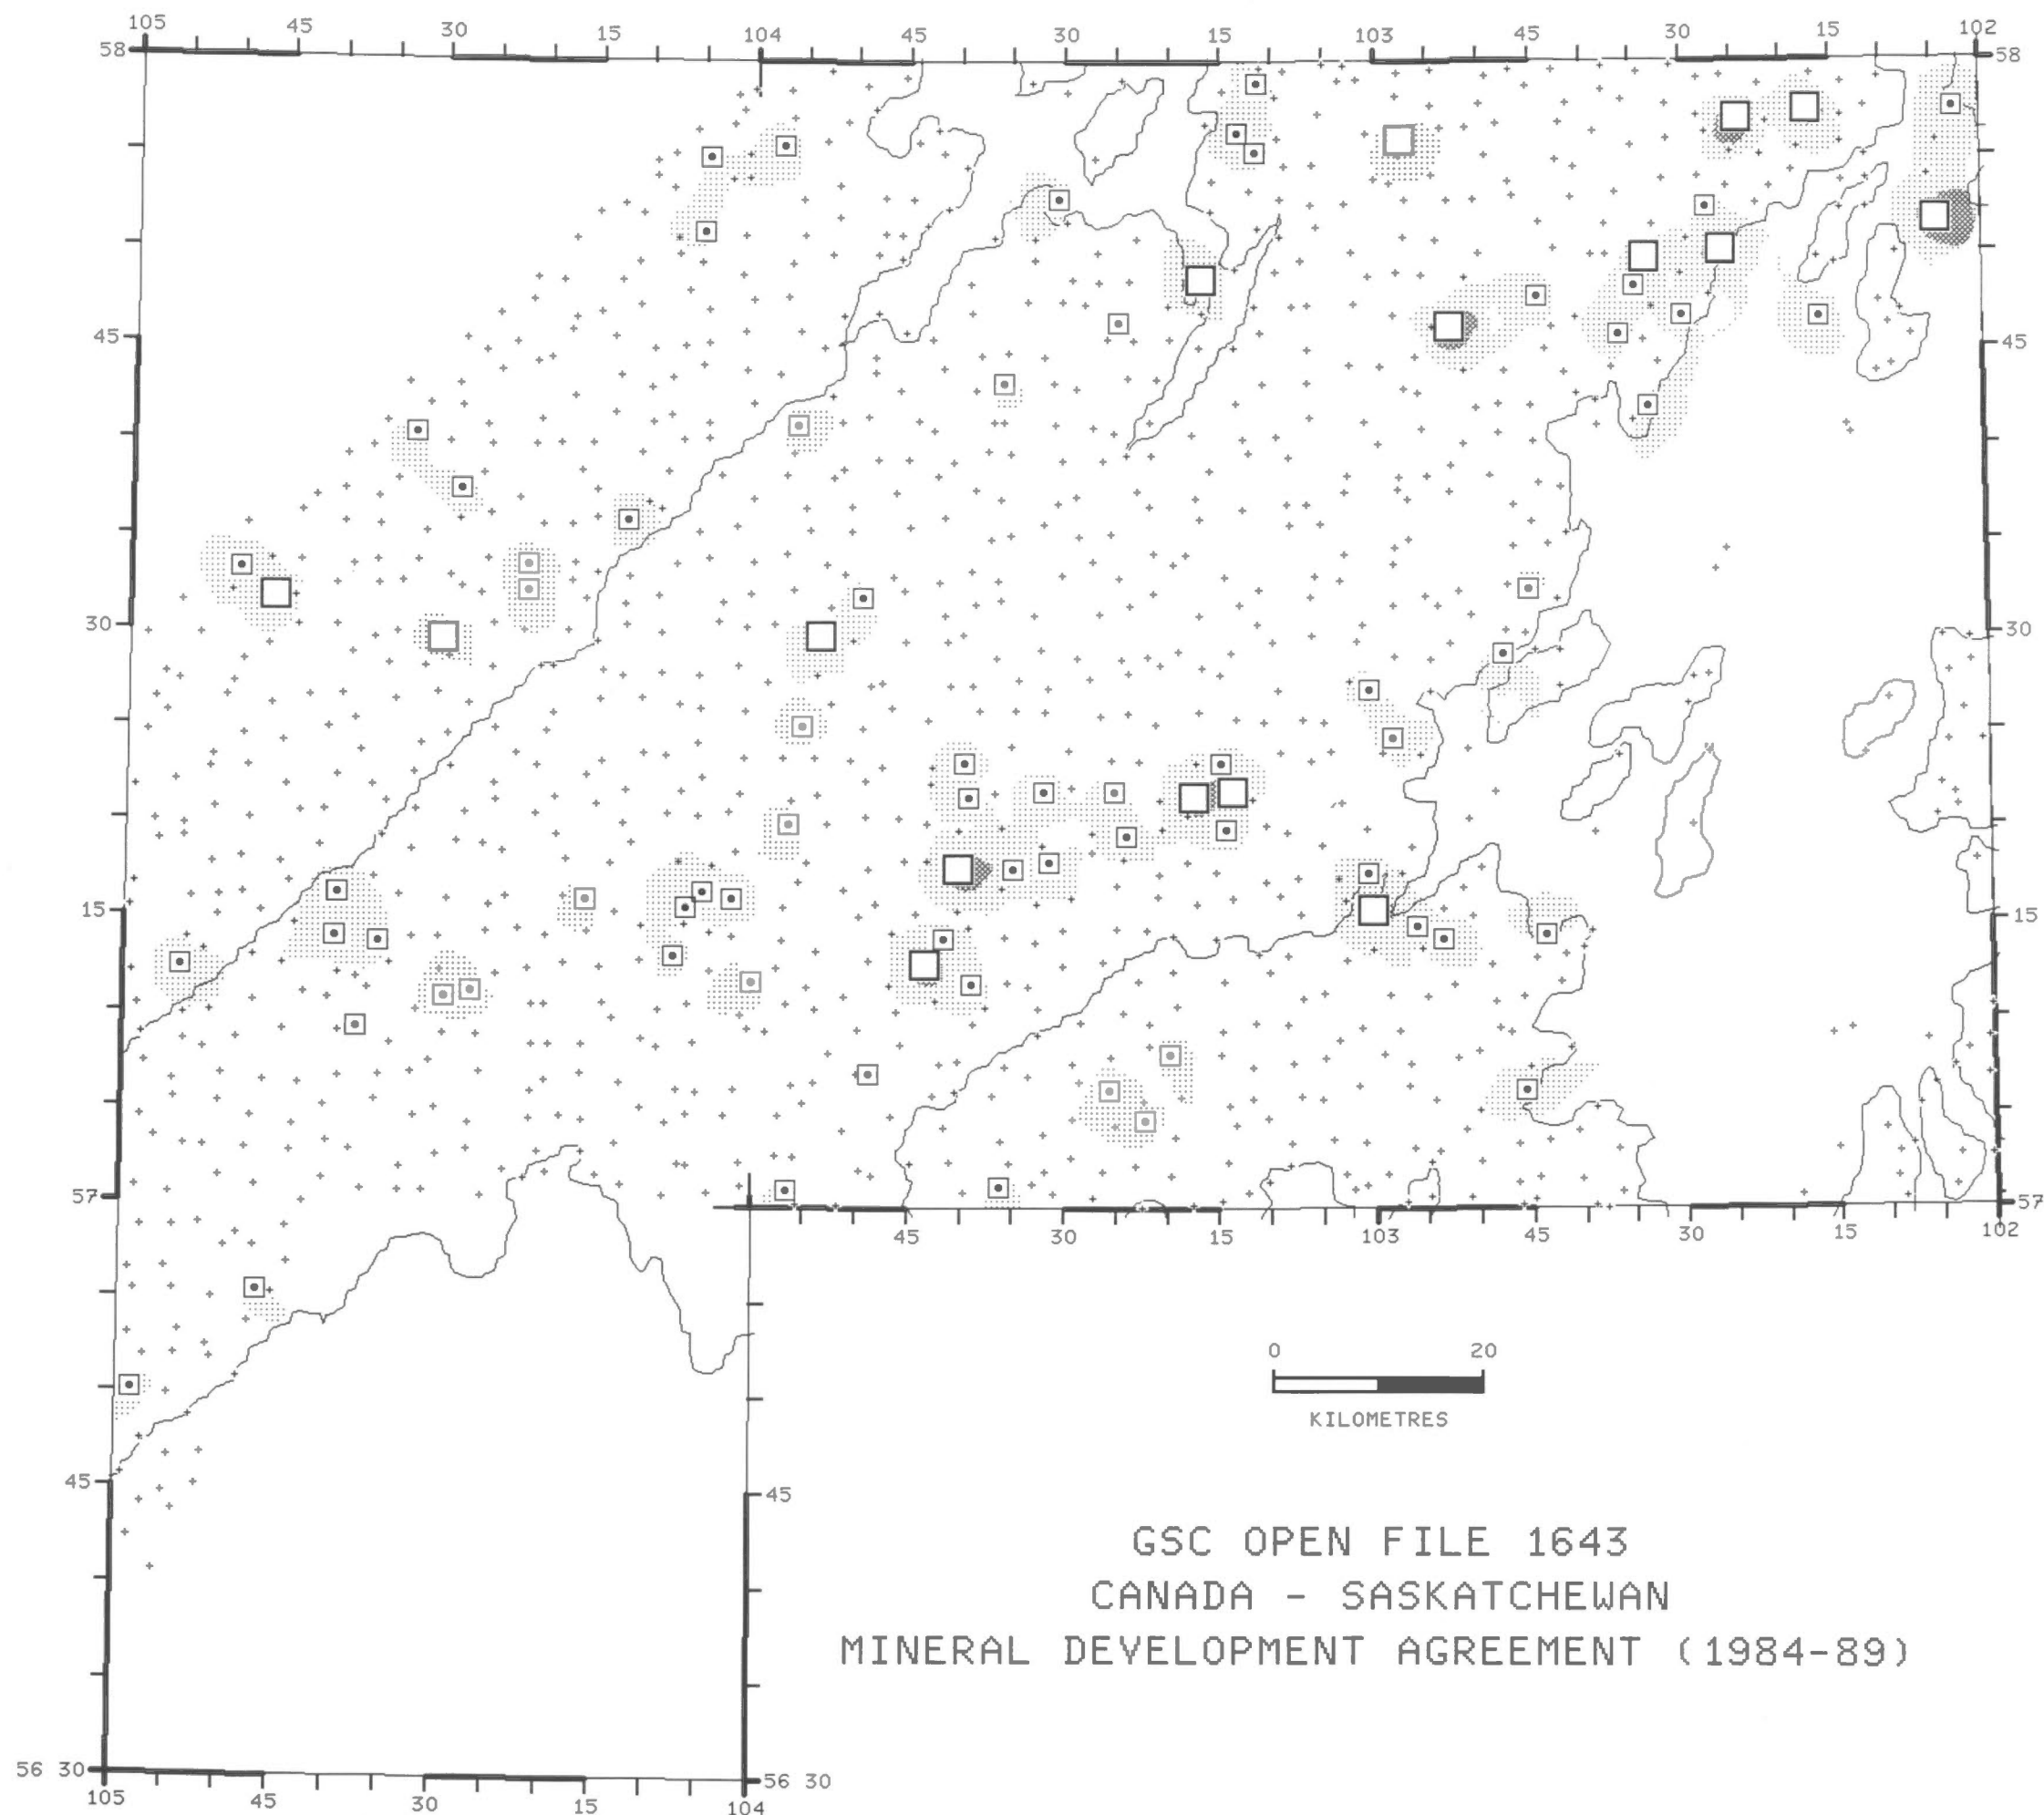 105 45 30 15 104 45 30 15 103 45 30 15 102
58 58
45 45
30 30
15 15
57 57
45 30 15 103 45 30 15 102
0 20
KILOMETRES
45 45
GSC OPEN FILE 1643
CANADA - SASKATCHEWAN
MINERAL DEVELOPMENT AGREEMENT (1984-89)
56 30 56 30
105 45 30 15 104